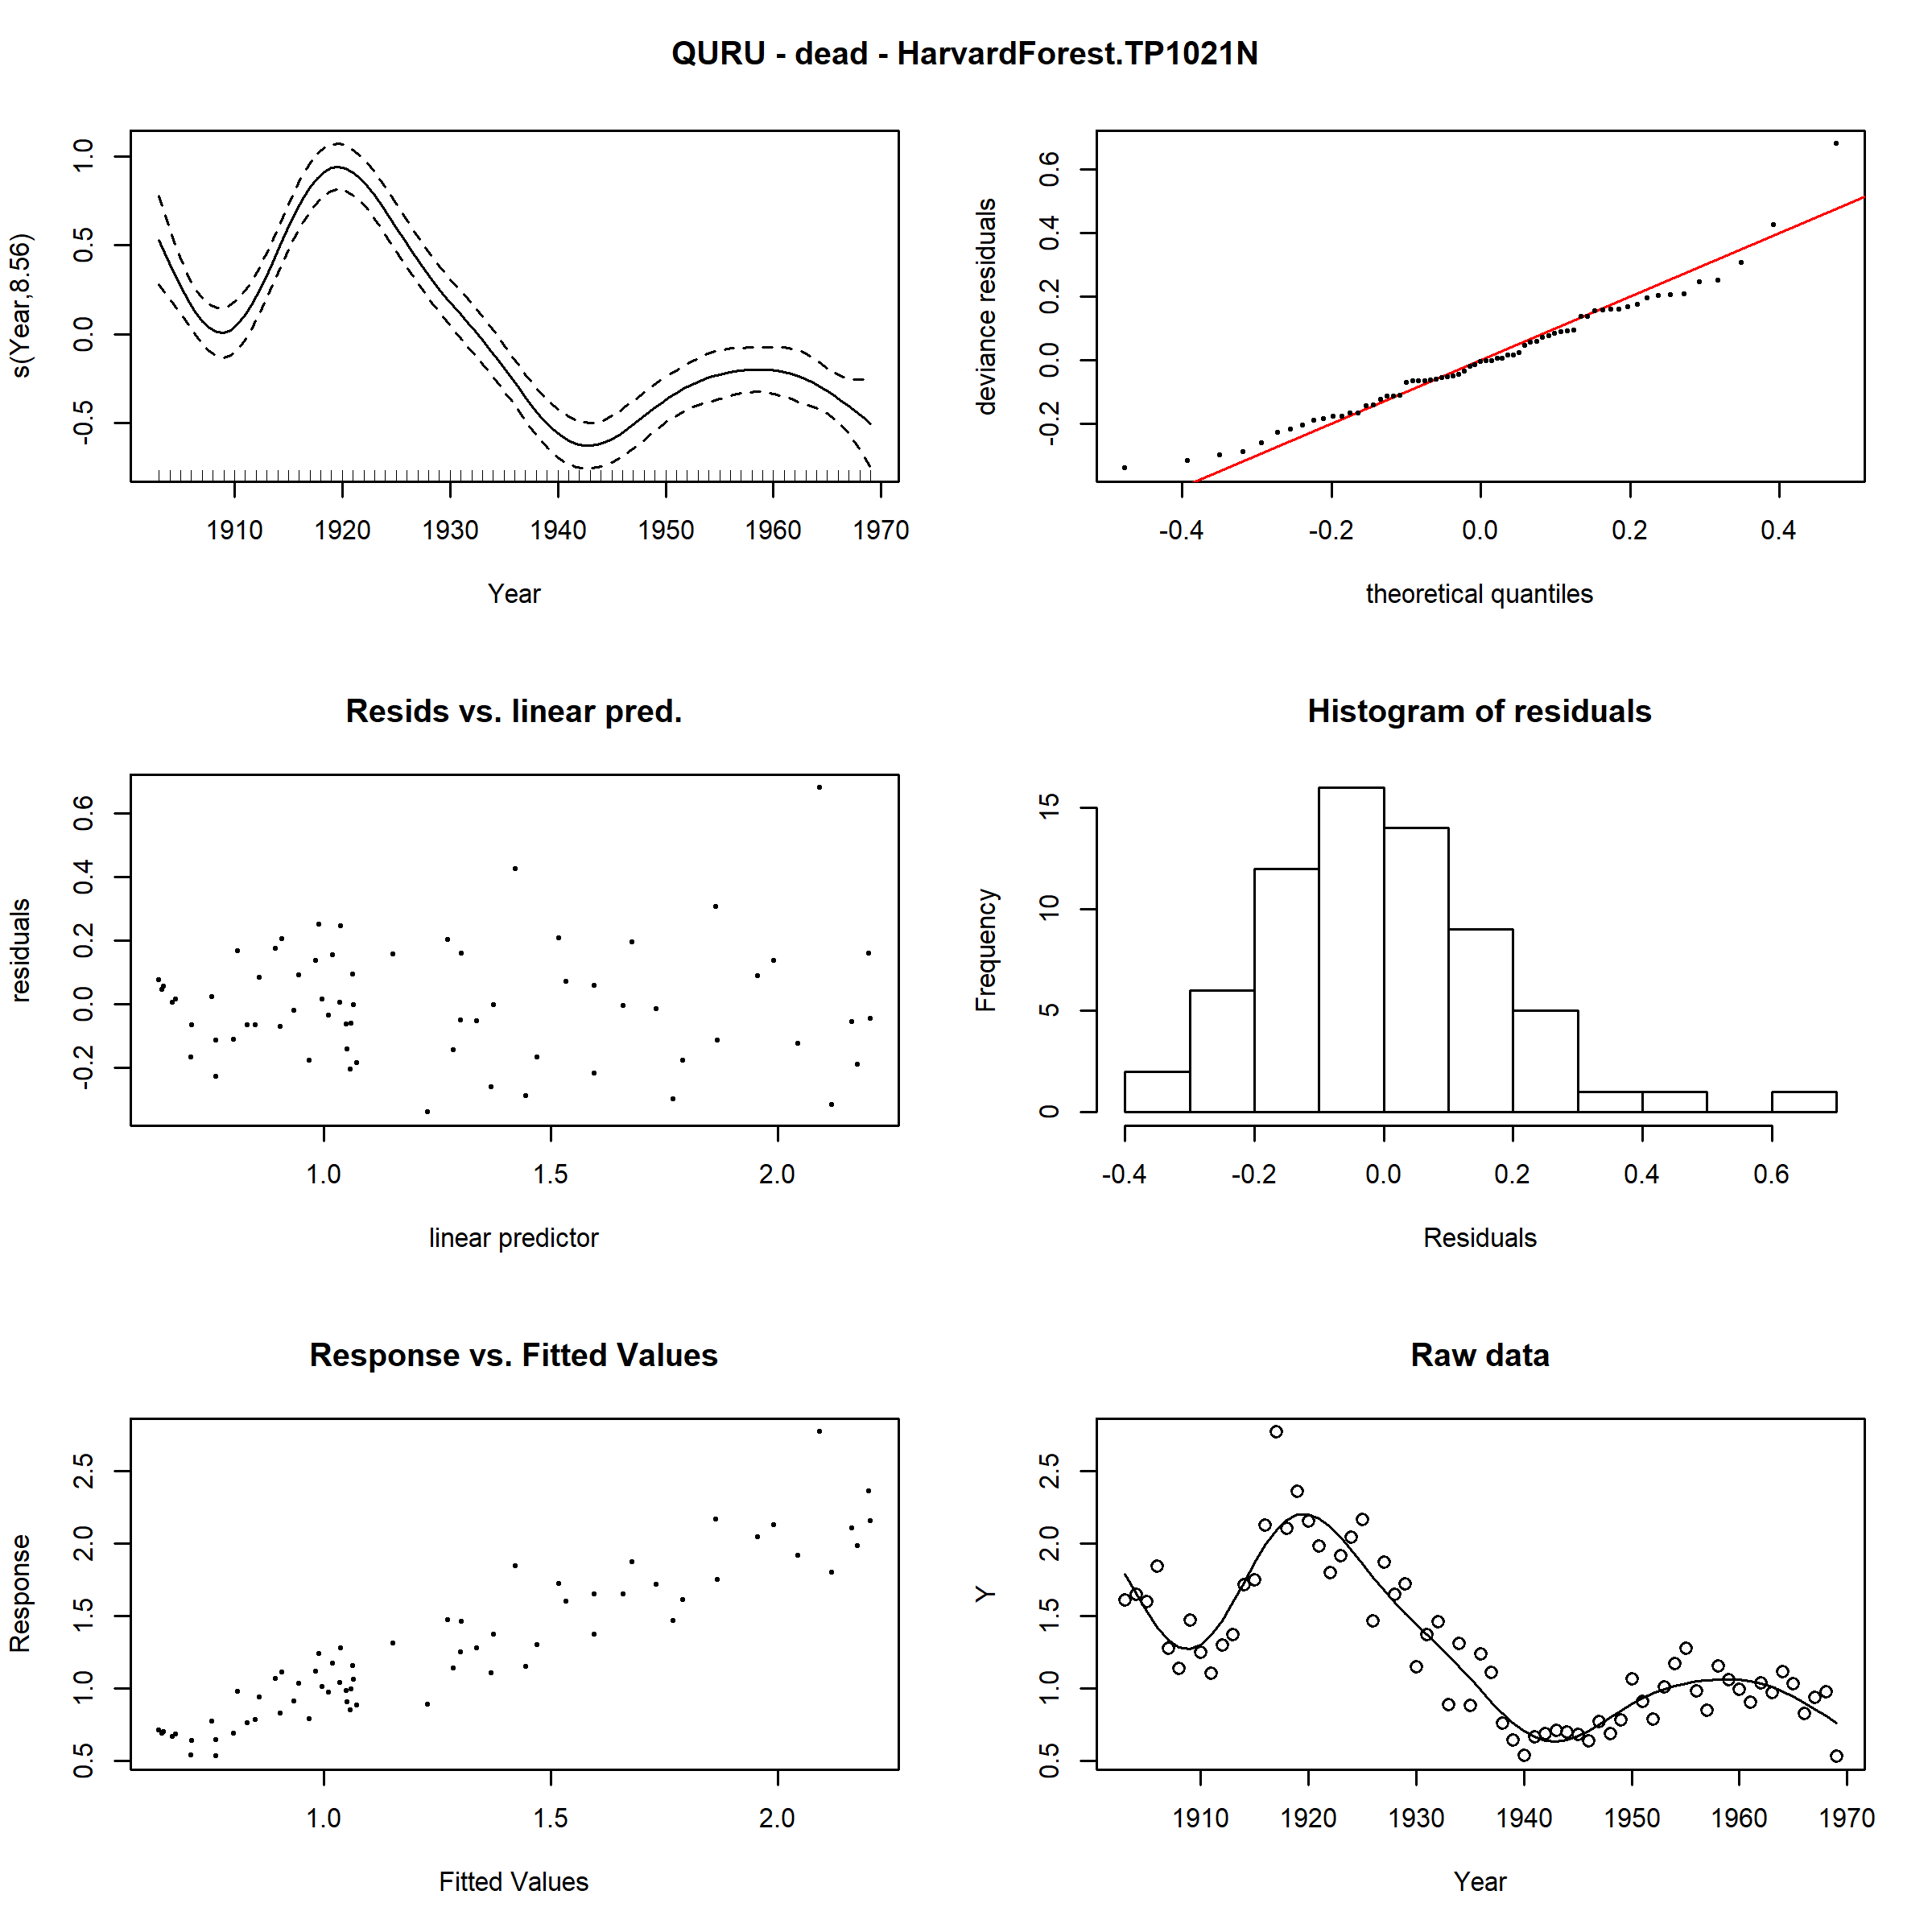 QURU - dead - HarvardForest.TP1021N
s(Year,8.56)
-0.5 0.0 0.5 1.0
1910 1920 1930 1940 1950 1960 1970
Year
deviance residuals
-0.2 0.0 0.2 0.4 0.6
-0.4 -0.2 0.0 0.2 0.4
theoretical quantiles
Resids vs. linear pred.
residuals
-0.2 0.0 0.2 0.4 0.6
1.0 1.5 2.0
linear predictor
Histogram of residuals
Frequency
0 5 10 15
-0.4 -0.2 0.0 0.2 0.4 0.6
Residuals
Response vs. Fitted Values
Response
0.5 1.0 1.5 2.0 2.5
1.0 1.5 2.0
Fitted Values
Raw data
Y
0.5 1.0 1.5 2.0 2.5
1910 1920 1930 1940 1950 1960 1970
Year